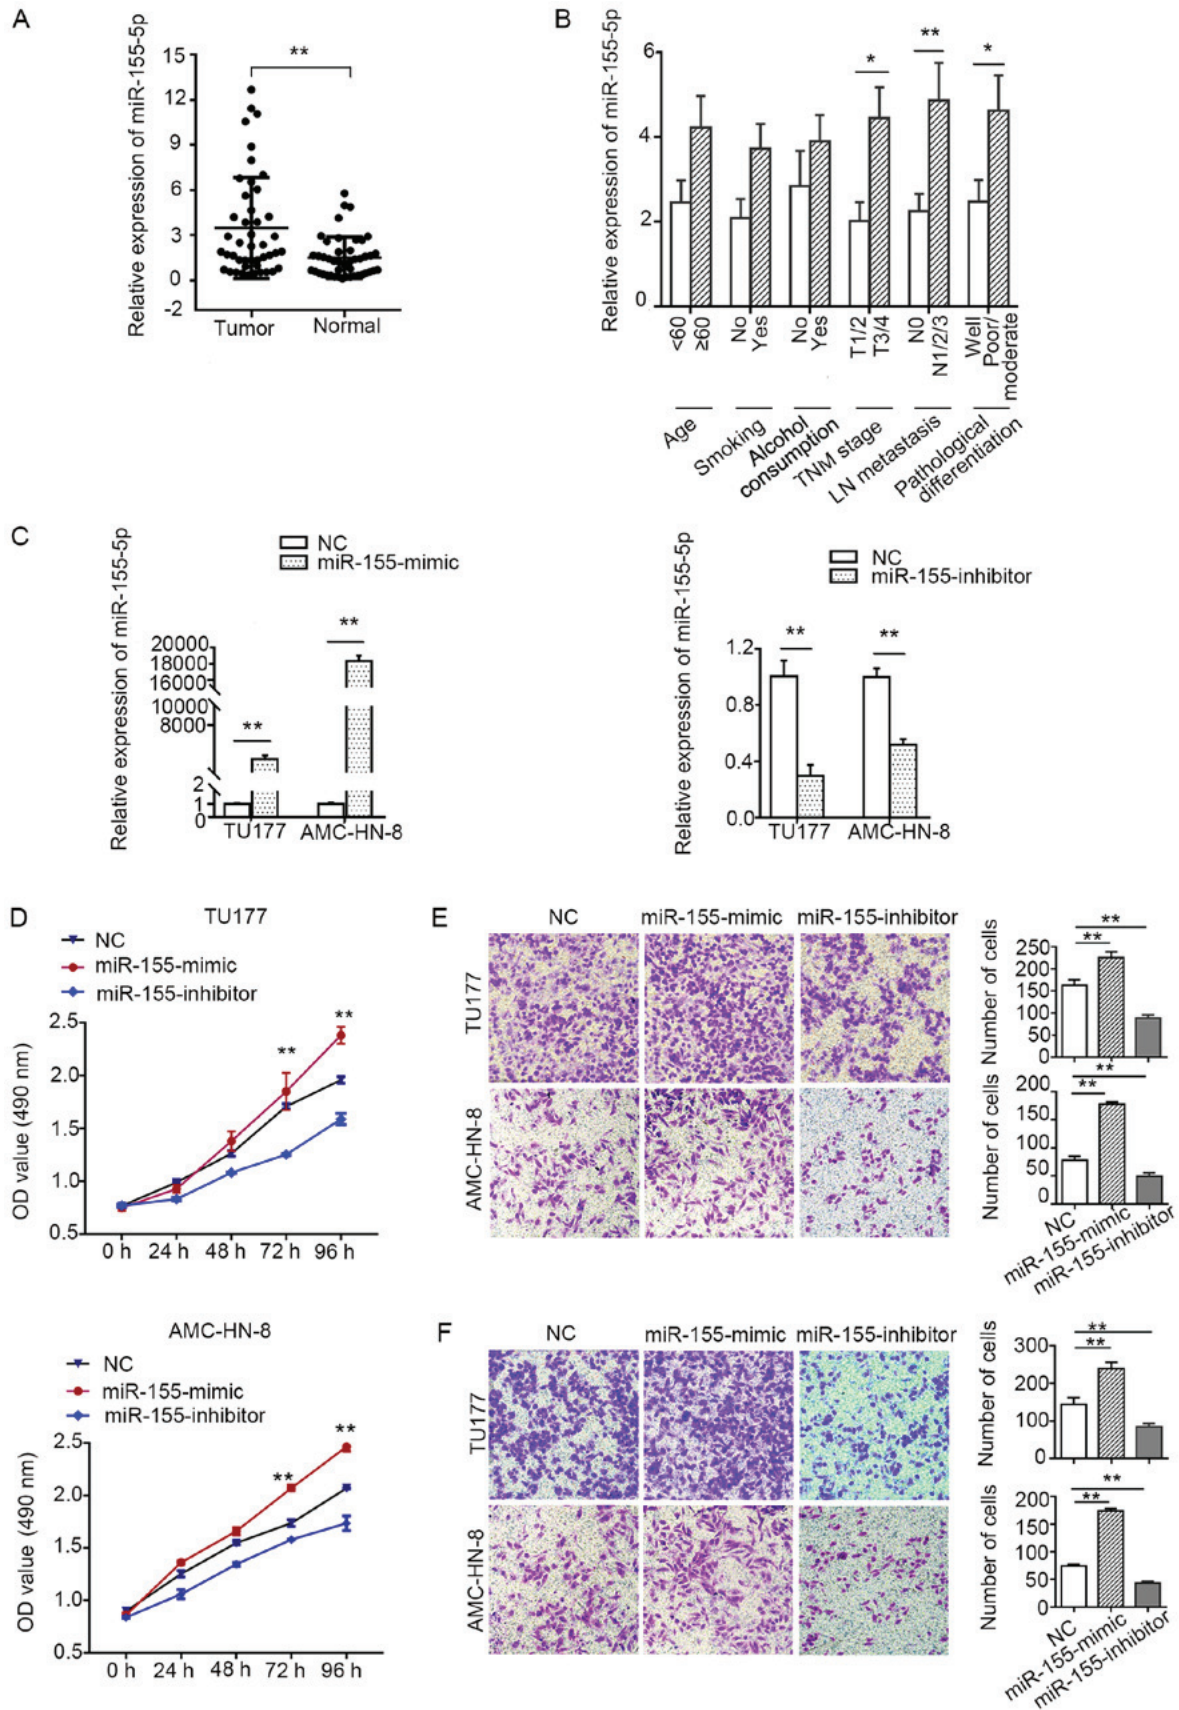 A
Relative expression of miR-155-5p
15
12
9
6
3
0
-2
**
Tumor
Normal
B
Relative expression of miR-155-5p
6
4
2
0
*
**
*
<60
≥60
No
Yes
No
Yes
T1/2
T3/4
N0
N1/2/3
Well
Poor/
moderate
Age
Smoking
Alcohol
consumption
TNM stage
LN metastasis
Pathological
differentiation
C
Relative expression of miR-155-5p
NC
miR-155-mimic
20000
18000
16000
10000
8000
2
1
0
**
**
TU177
AMC-HN-8
Relative expression of miR-155-5p
NC
miR-155-inhibitor
1.2
0.8
0.4
0.0
**
**
TU177
AMC-HN-8
D
TU177
NC
miR-155-mimic
miR-155-inhibitor
OD value (490 nm)
2.5
2.0
1.5
1.0
0.5
**
**
0 h
24 h
48 h
72 h
96 h
AMC-HN-8
NC
miR-155-mimic
miR-155-inhibitor
OD value (490 nm)
2.5
2.0
1.5
1.0
0.5
**
**
0 h
24 h
48 h
72 h
96 h
E
NC
miR-155-mimic
miR-155-inhibitor
TU177
AMC-HN-8
Number of cells
250
200
150
100
50
0
**
**
Number of cells
200
150
100
50
0
**
**
NC
miR-155-mimic
miR-155-inhibitor
F
NC
miR-155-mimic
miR-155-inhibitor
TU177
AMC-HN-8
Number of cells
300
200
100
0
**
**
Number of cells
200
150
100
50
0
**
**
NC
miR-155-mimic
miR-155-inhibitor